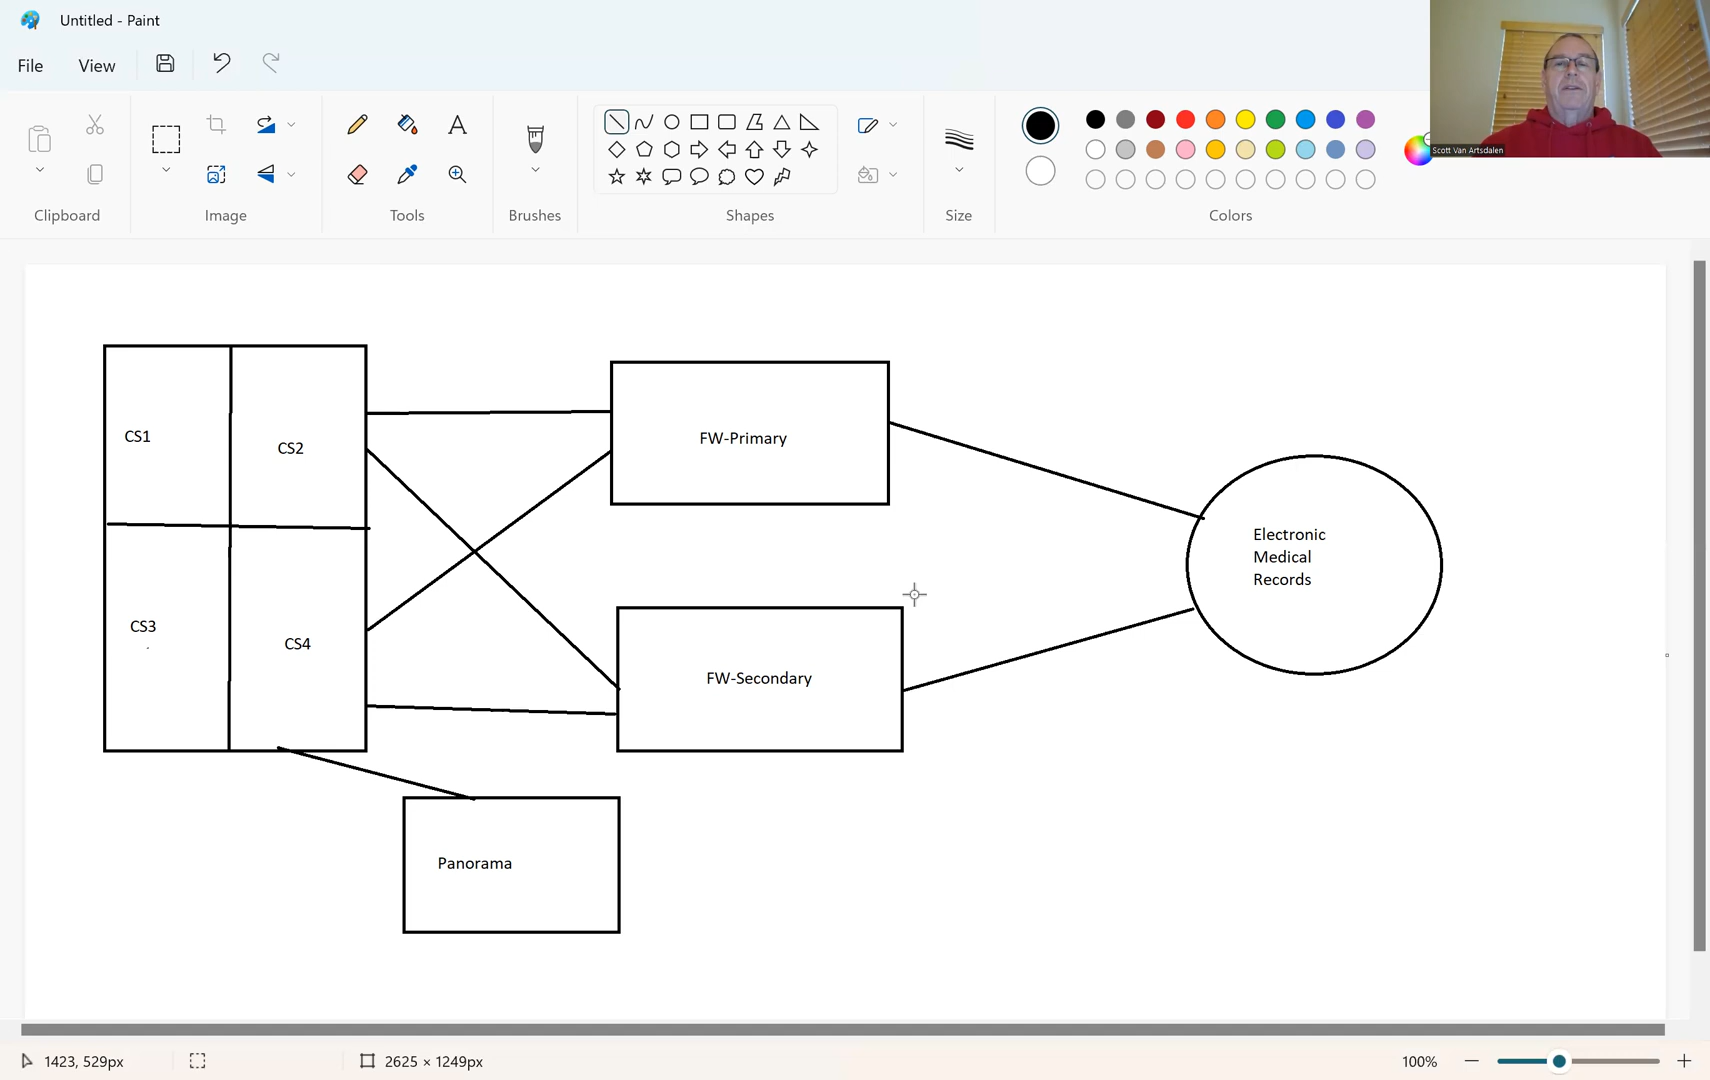 Untitled - Paint
File
View
Clipboard
Image
Tools
Brushes
Shapes
Size
Colors
Scott Van Artsdalen
CS1
CS2
CS3
CS4
FW-Primary
FW-Secondary
Electronic
Medical
Records
Panorama
1423, 529px
2625 × 1249px
100%